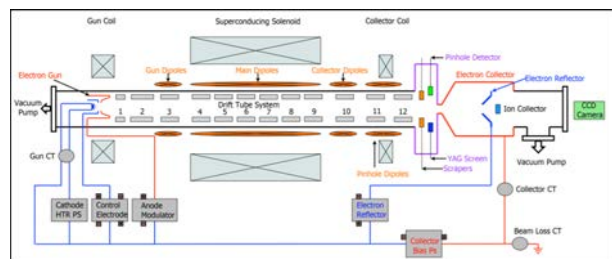 Gun Coil
Superconducing Solenoid
Collector Coil
Pinhole Detector
Electron Gun
Gun Dipoles
Main Dipoles
Collector Dipoles
Electron Collector
Electron Reflector
Drift Tube System
1 2 3 4 5 6 7 8 9 10 11 12
Vacuum
Pump
Ion Collector
CCD
Camera
Gun CT
Pinhole Dipoles
YAG Screen
Scrapers
Vacuum Pump
Collector CT
Cathode
HTR PS
Control
Electrode
Anode
Modulator
Electron
Reflector
Beam Loss CT
Collector
Bias Ps